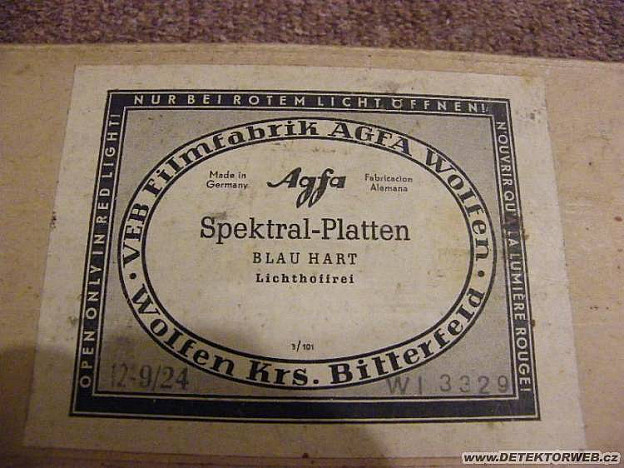 NUR BEI ROTEM LICHT ÖFFNEN!
OPEN ONLY IN RED LIGHT!
N'OUVRIR QU'A LA LUMIÈRE ROUGE!
VEB Filmfabrik AGFA Wolfen
Made in Germany
Agfa
Fabricacion Alemana
Spektral-Platten
BLAU HART
Lichthoffrei
1/101
Wolfen Krs. Bitterfeld
12-9/24
WI 3329
www.DETEKTORWEB.cz